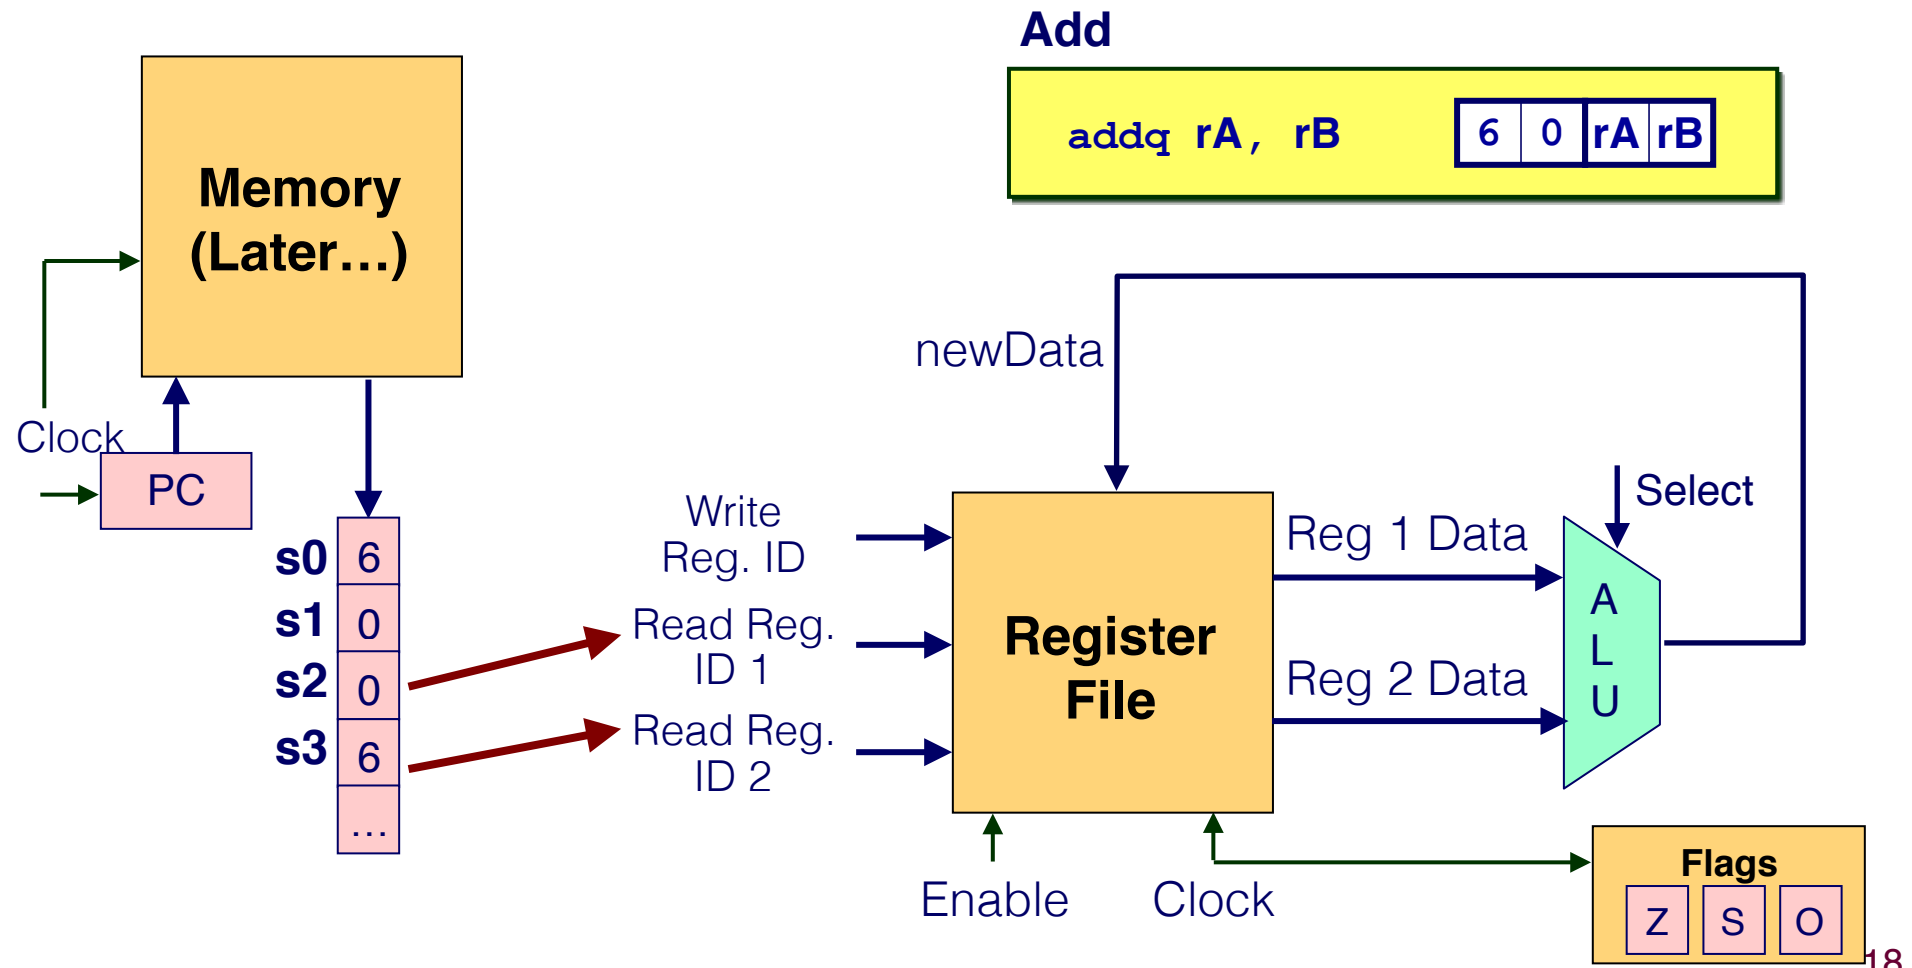 Add
addq rA, rB
6 0 rA rB
Memory
(Later…)
newData
Clock
PC
Select
Write
Reg. ID
Reg 1 Data
s0 6
s1 0
s2 0
s3 6
...
Read Reg.
ID 1
Read Reg.
ID 2
Register
File
Reg 2 Data
A
L
U
Enable
Clock
Flags
Z S O
18